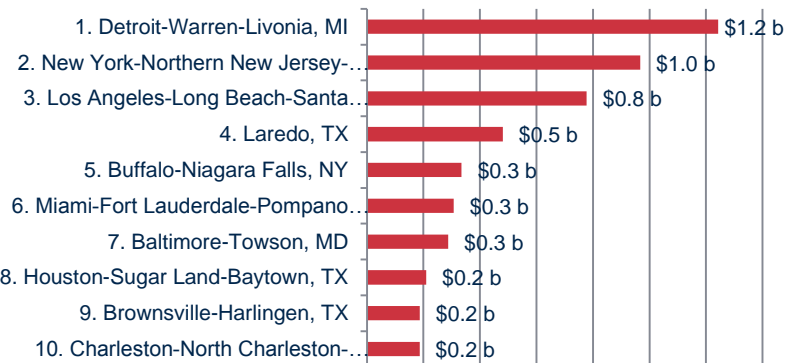 1. Detroit-Warren-Livonia, MI $1.2 b
2. New York-Northern New Jersey-… $1.0 b
3. Los Angeles-Long Beach-Santa… $0.8 b
4. Laredo, TX $0.5 b
5. Buffalo-Niagara Falls, NY $0.3 b
6. Miami-Fort Lauderdale-Pompano… $0.3 b
7. Baltimore-Towson, MD $0.3 b
8. Houston-Sugar Land-Baytown, TX $0.2 b
9. Brownsville-Harlingen, TX $0.2 b
10. Charleston-North Charleston-… $0.2 b